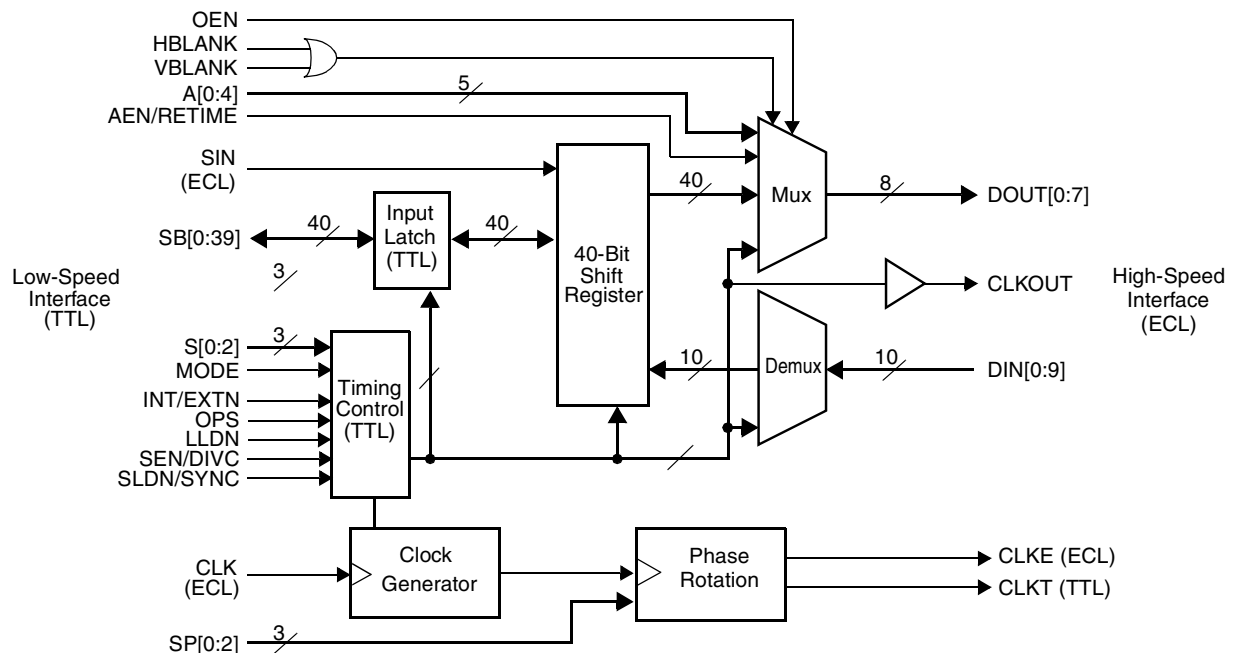 OEN
HBLANK
VBLANK
A[0:4]
5
AEN/RETIME
SIN
(ECL)
40
Mux
8
DOUT[0:7]
SB[0:39]
40
Input
Latch
(TTL)
40
40-Bit
Shift
Register
3
Low-Speed
Interface
(TTL)
CLKOUT
High-Speed
Interface
(ECL)
S[0:2]
3
MODE
INT/EXTN
OPS
LLDN
SEN/DIVC
SLDN/SYNC
Timing
Control
(TTL)
10
Demux
10
DIN[0:9]
CLK
(ECL)
Clock
Generator
Phase
Rotation
CLKE (ECL)
CLKT (TTL)
SP[0:2]
3